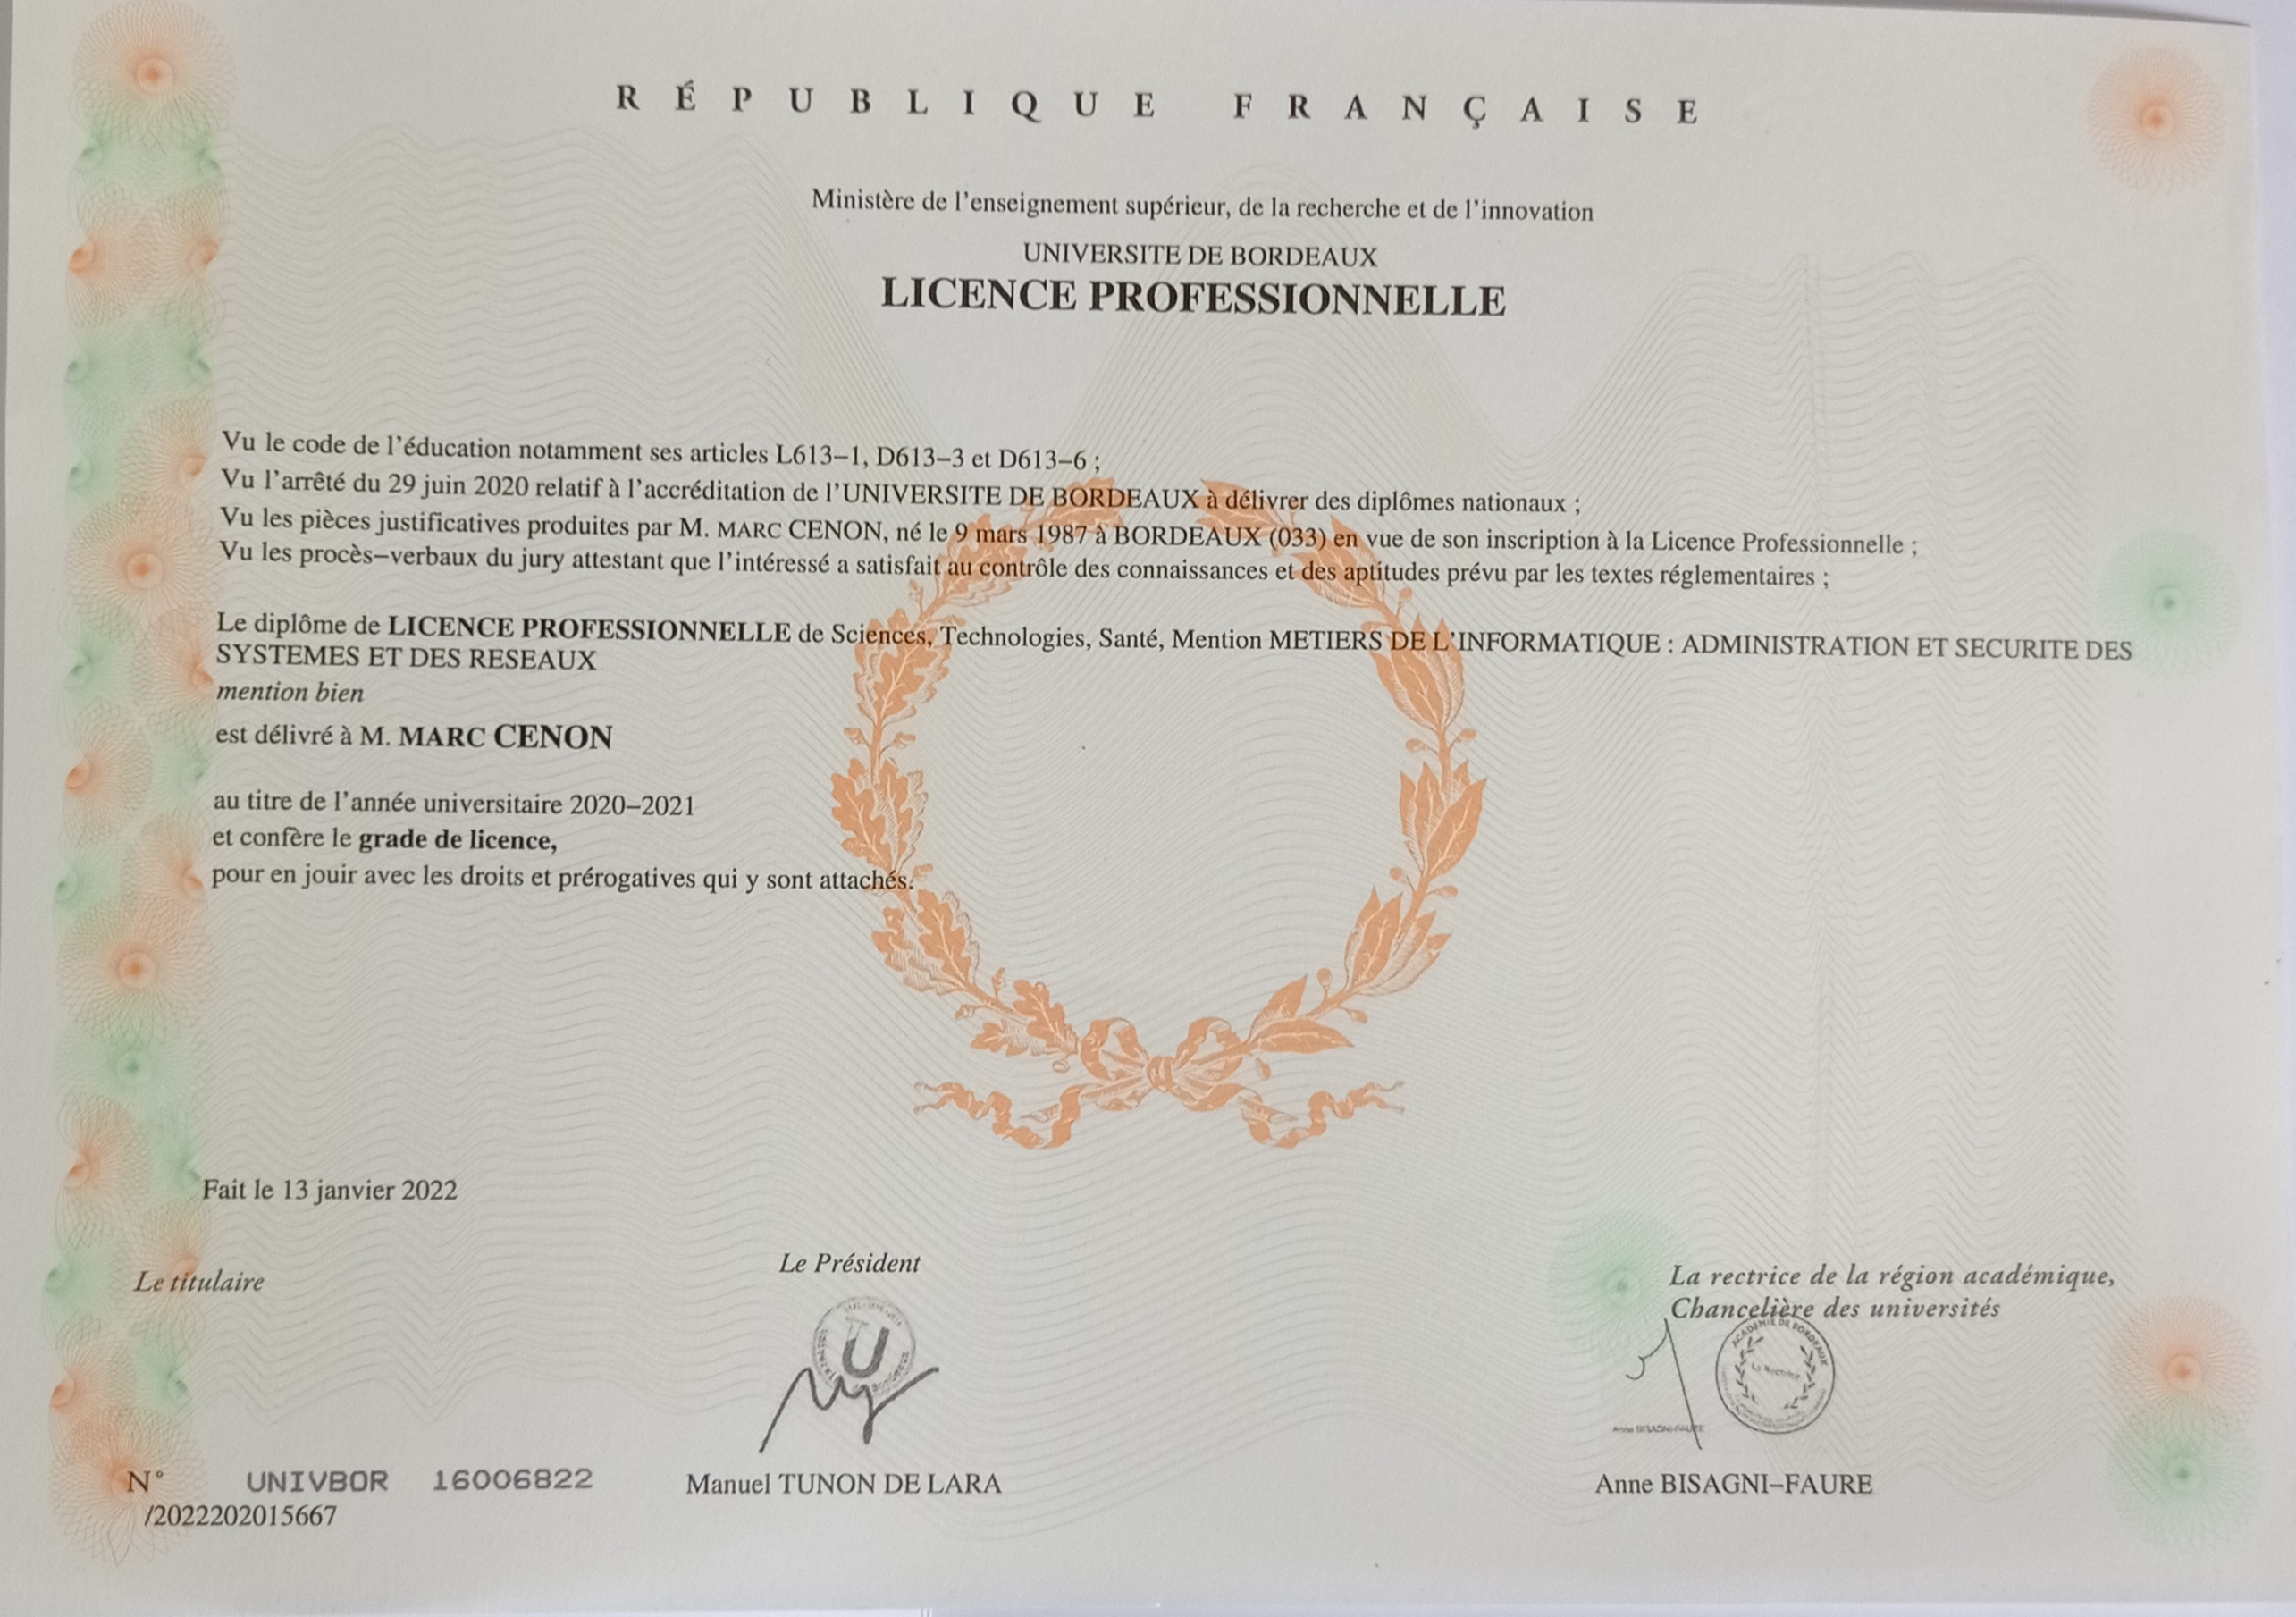 RÉPUBLIQUE FRANÇAISE
Ministère de l'enseignement supérieur, de la recherche et de l'innovation
UNIVERSITE DE BORDEAUX
LICENCE PROFESSIONNELLE
Vu le code de l'éducation notamment ses articles L613–1, D613–3 et D613–6 ;
Vu l'arrêté du 29 juin 2020 relatif à l'accréditation de l'UNIVERSITE DE BORDEAUX à délivrer des diplômes nationaux ;
Vu les pièces justificatives produites par M. MARC CENON, né le 9 mars 1987 à BORDEAUX (033) en vue de son inscription à la Licence Professionnelle ;
Vu les procès–verbaux du jury attestant que l'intéressé a satisfait au contrôle des connaissances et des aptitudes prévu par les textes réglementaires ;
Le diplôme de LICENCE PROFESSIONNELLE de Sciences, Technologies, Santé, Mention METIERS DE L'INFORMATIQUE : ADMINISTRATION ET SECURITE DES
SYSTEMES ET DES RESEAUX
mention bien
est délivré à M. MARC CENON
au titre de l'année universitaire 2020–2021
et confère le grade de licence,
pour en jouir avec les droits et prérogatives qui y sont attachés.
Fait le 13 janvier 2022
Le titulaire
Le Président
La rectrice de la région académique,
Chancelière des universités
U
ACADEMIE DE BORDEAUX
La Rectrice
Anne BISAGNI-FAURE
N° UNIVBOR 16006822
/2022202015667
Manuel TUNON DE LARA
Anne BISAGNI–FAURE